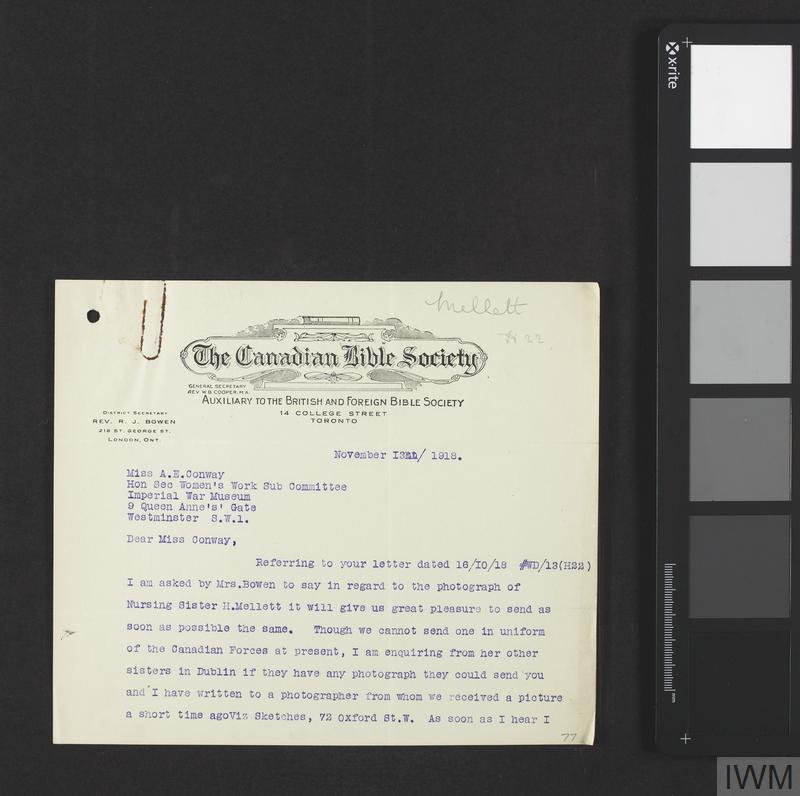 Mellett
H 22
The Canadian Bible Society
GENERAL SECRETARY
REV. W. B. COOPER, M.A.
AUXILIARY TO THE BRITISH AND FOREIGN BIBLE SOCIETY
14 COLLEGE STREET
TORONTO
DISTRICT SECRETARY
REV. R. J. BOWEN
218 ST. GEORGE ST.
LONDON, ONT.
November 13th/ 1918.
Miss A.E.Conway
Hon Sec Women's Work Sub Committee
Imperial War Museum
9 Queen Anne's' Gate
Westminster S.W.1.
Dear Miss Conway,
Referring to your letter dated 16/IO/18 #WD/13(H22)
I am asked by Mrs.Bowen to say in regard to the photograph of
Nursing Sister H.Mellett it will give us great pleasure to send as
soon as possible the same. Though we cannot send one in uniform
of the Canadian Forces at present, I am enquiring from her other
sisters in Dublin if they have any photograph they could send you
and I have written to a photographer from whom we received a picture
a short time agoViz Sketches, 72 Oxford St.W. As soon as I hear I
77
x-rite
mm
IWM